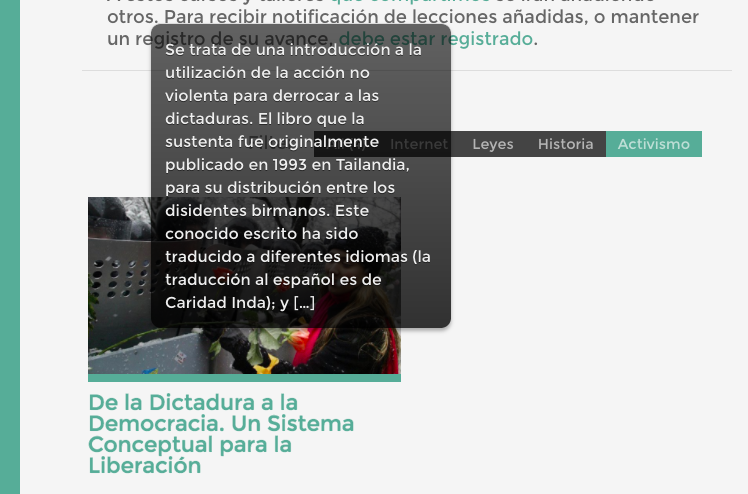 otros. Para recibir notificación de lecciones añadidas, o mantener
un registro de su avance, debe estar registrado.
Se trata de una introducción a la
utilización de la acción no
violenta para derrocar a las
dictaduras. El libro que la
sustenta fue originalmente
publicado en 1993 en Tailandia,
para su distribución entre los
disidentes birmanos. Este
conocido escrito ha sido
traducido a diferentes idiomas (la
traducción al español es de
Caridad Inda); y [...]
Internet Leyes Historia Activismo
De la Dictadura a la
Democracia. Un Sistema
Conceptual para la
Liberación